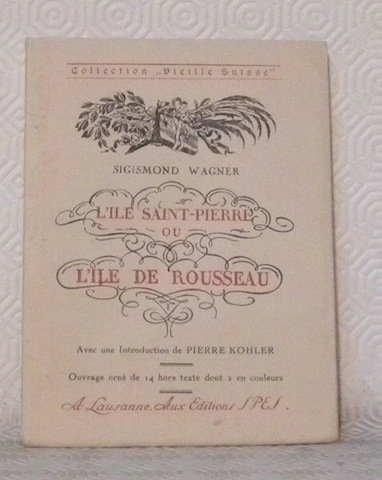 Collection „Vieille Suisse"
SIGISMOND WAGNER
L'ILE SAINT-PIERRE
OU
L'ILE DE ROUSSEAU
Avec une Introduction de PIERRE KOHLER
Ouvrage orné de 14 hors texte dont 2 en couleurs
A Lausanne, Aux Editions SPES.